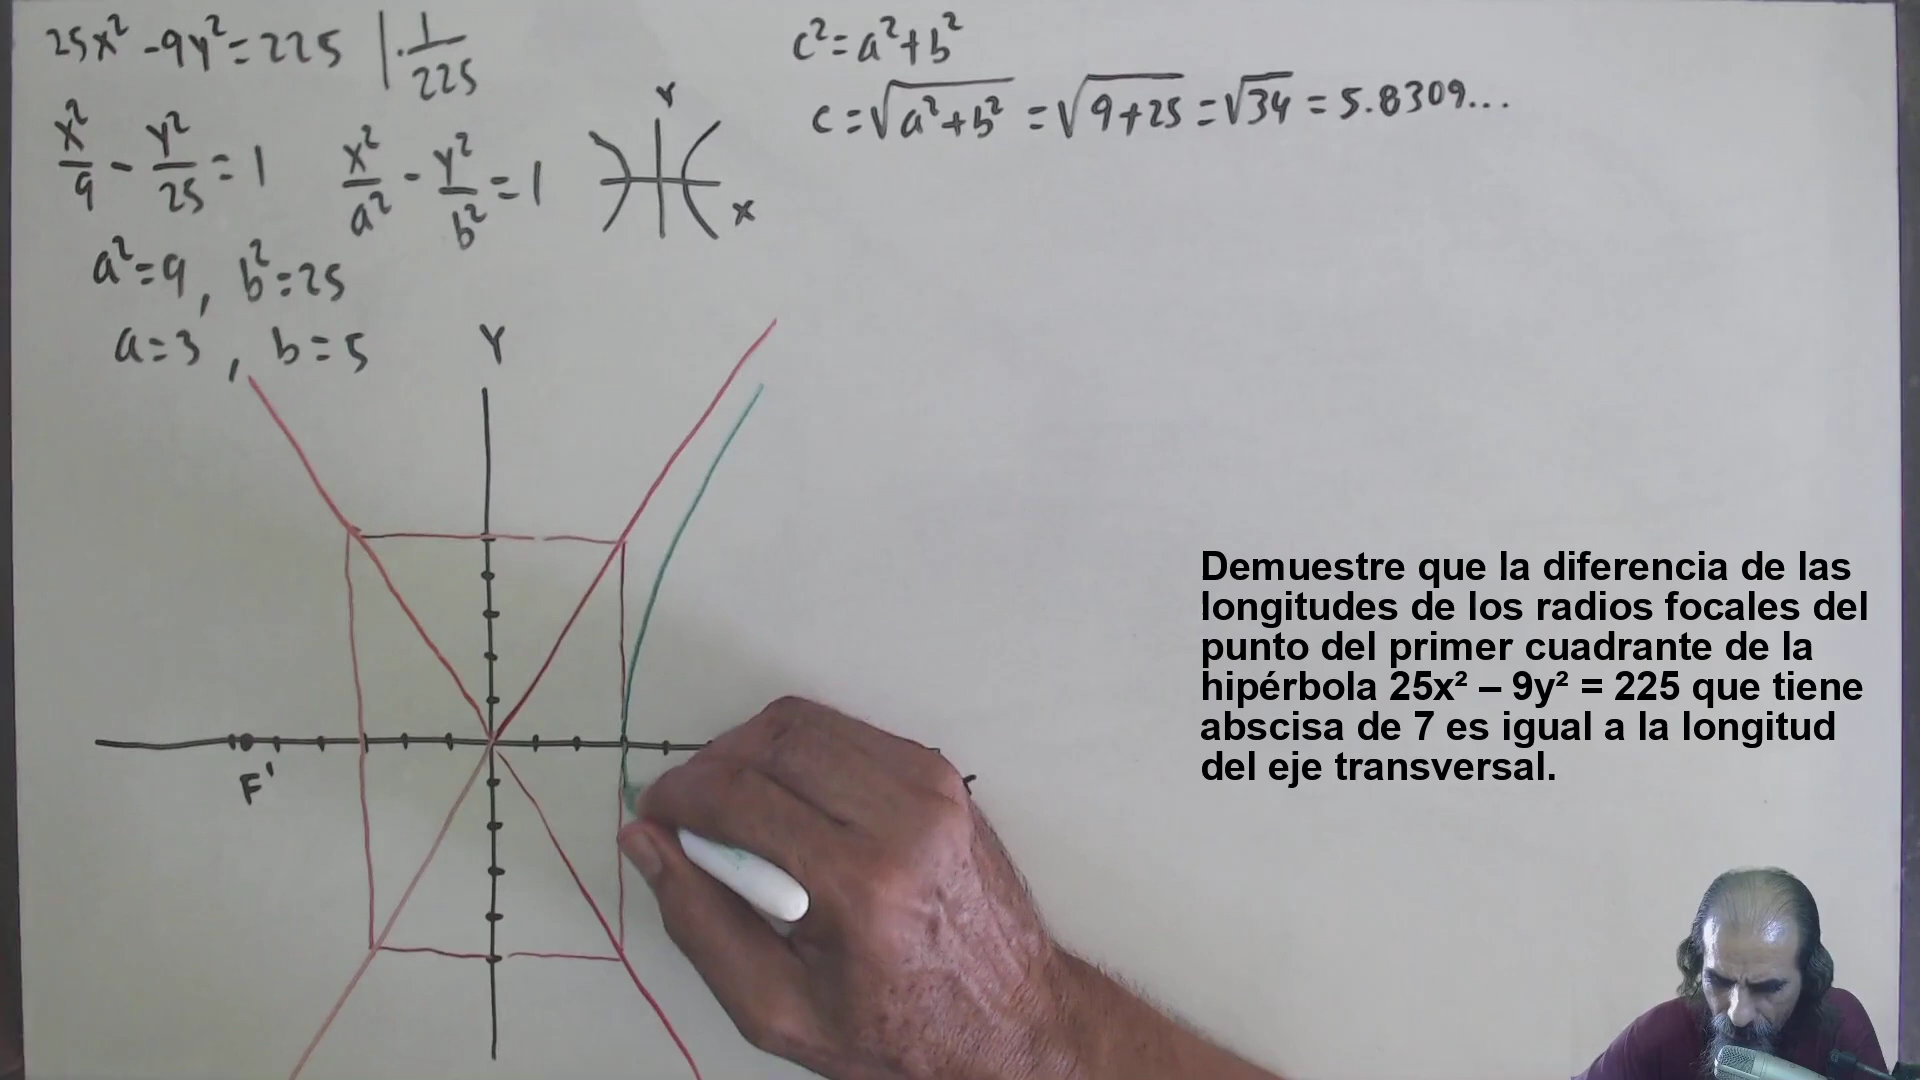 25x² - 9y² = 225 | · 1/225
x²/9 - y²/25 = 1
x²/a² - y²/b² = 1
a² = 9, b² = 25
a = 3, b = 5
Y
X
c² = a² + b²
c = √(a² + b²) = √(9 + 25) = √34 = 5.8309...
Y
F'
Demuestre que la diferencia de las
longitudes de los radios focales del
punto del primer cuadrante de la
hipérbola 25x² – 9y² = 225 que tiene
abscisa de 7 es igual a la longitud
del eje transversal.